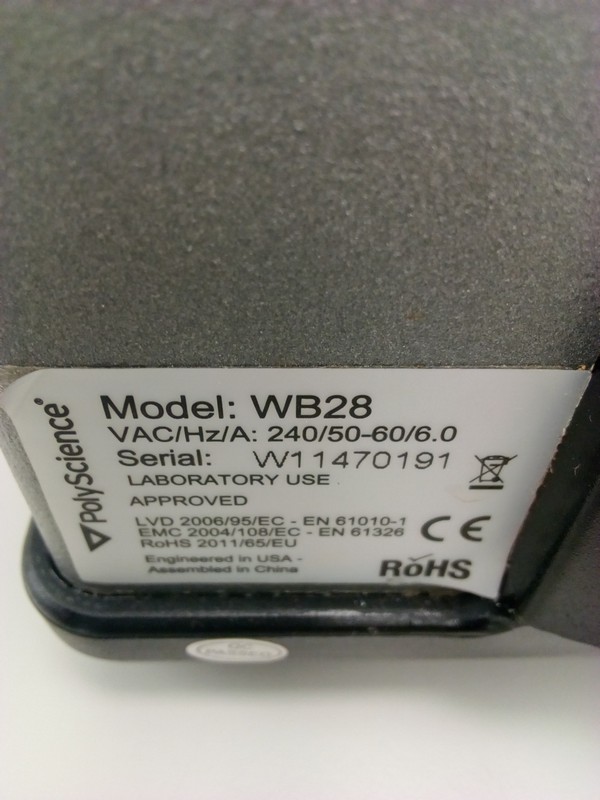 PolyScience®
Model: WB28
VAC/Hz/A: 240/50-60/6.0
Serial: W11470191
LABORATORY USE
APPROVED
LVD 2006/95/EC - EN 61010-1
EMC 2004/108/EC - EN 61326
RoHS 2011/65/EU
CE
Engineered in USA -
Assembled in China
RoHS
QC
PASSED